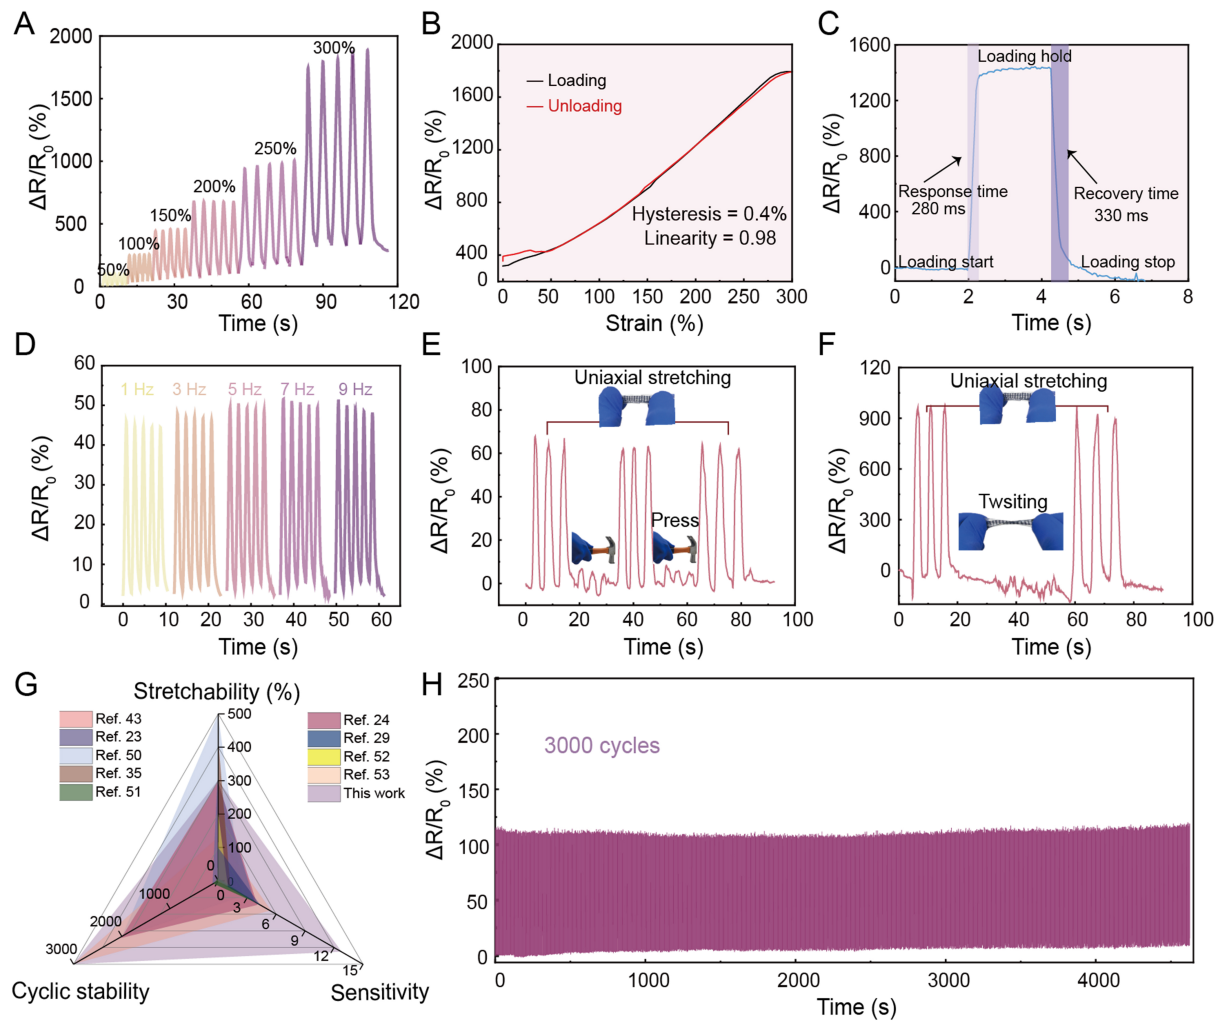 A
ΔR/R0 (%)
2000
1500
1000
500
0
50%
100%
150%
200%
250%
300%
0 30 60 90 120
Time (s)
B
ΔR/R0 (%)
2000
1600
1200
800
400
0
Loading
Unloading
Hysteresis = 0.4%
Linearity = 0.98
0 50 100 150 200 250 300
Strain (%)
C
ΔR/R0 (%)
1600
1200
800
400
0
Loading hold
Response time
280 ms
Recovery time
330 ms
Loading start
Loading stop
0 2 4 6 8
Time (s)
D
ΔR/R0 (%)
60
50
40
30
20
10
0
1 Hz 3 Hz 5 Hz 7 Hz 9 Hz
0 10 20 30 40 50 60
Time (s)
E
ΔR/R0 (%)
100
80
60
40
20
0
Uniaxial stretching
Press
0 20 40 60 80 100
Time (s)
F
ΔR/R0 (%)
1200
900
600
300
0
Uniaxial stretching
Twsiting
0 20 40 60 80 100
Time (s)
G
Stretchability (%)
Ref. 43
Ref. 23
Ref. 50
Ref. 35
Ref. 51
Ref. 24
Ref. 29
Ref. 52
Ref. 53
This work
500
400
300
200
100
0
0
1000
2000
3000
0
3
6
9
12
15
Cyclic stability
Sensitivity
H
ΔR/R0 (%)
250
200
150
100
50
0
3000 cycles
0 1000 2000 3000 4000
Time (s)